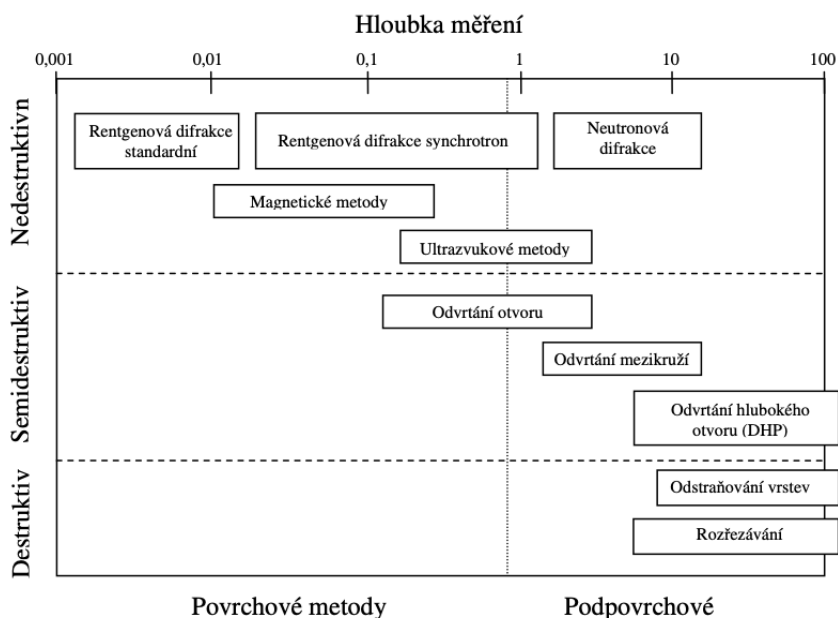 Hloubka měření
0,001 0,01 0,1 1 10 100
Nedestruktivn
Rentgenová difrakce
standardní
Rentgenová difrakce synchrotron
Neutronová
difrakce
Magnetické metody
Ultrazvukové metody
Semidestruktiv
Odvrtání otvoru
Odvrtání mezikruží
Odvrtání hlubokého
otvoru (DHP)
Destruktiv
Odstraňování vrstev
Rozřezávání
Povrchové metody
Podpovrchové